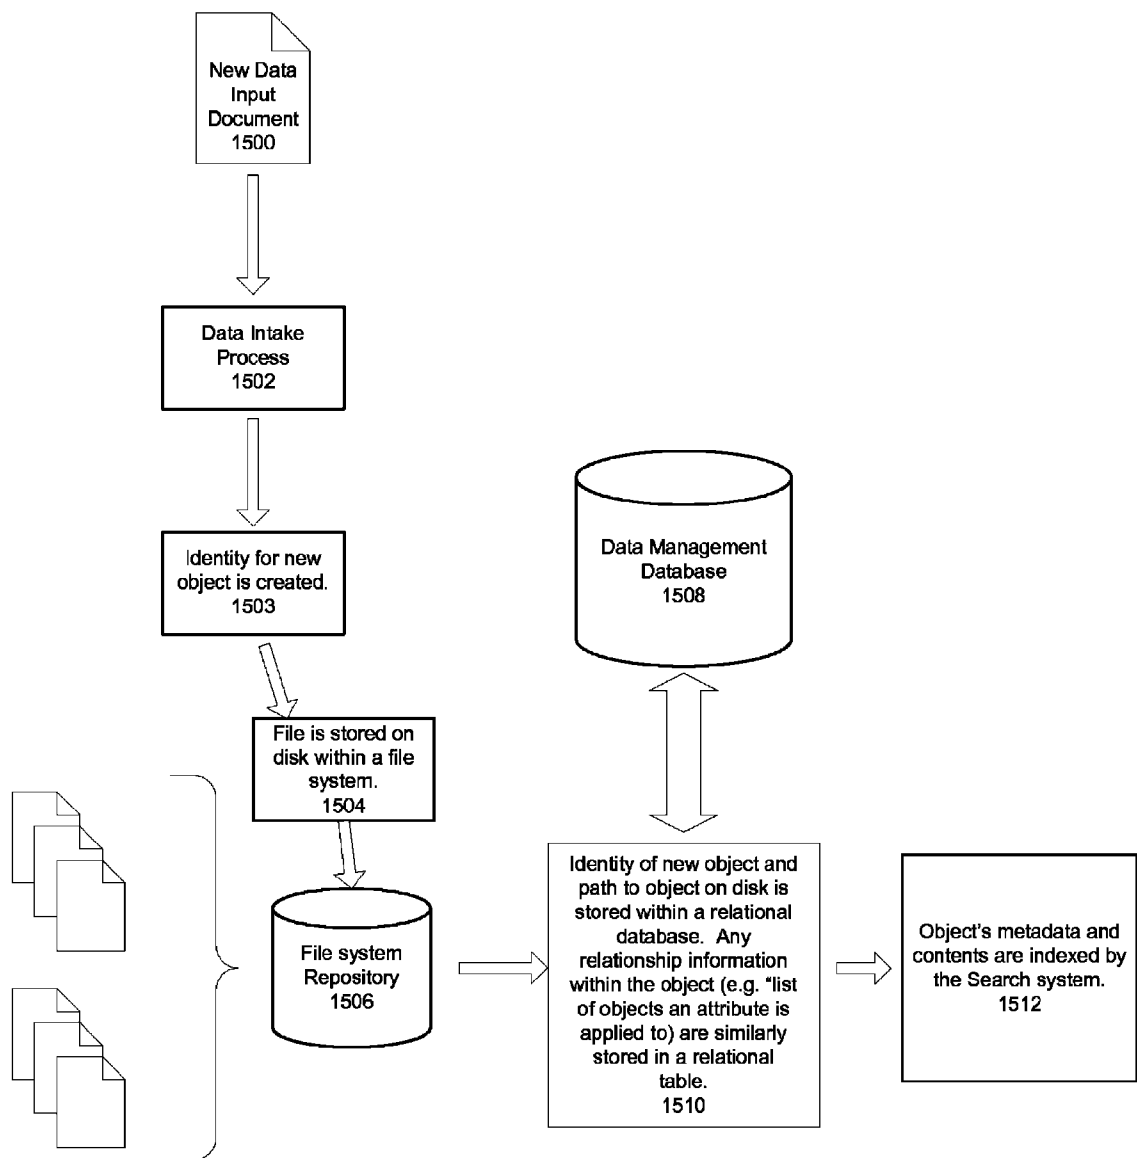 New Data
Input
Document
1500
Data Intake
Process
1502
Identity for new
object is created.
1503
Data Management
Database
1508
File is stored on
disk within a file
system.
1504
File system
Repository
1506
Identity of new object and
path to object on disk is
stored within a relational
database. Any
relationship information
within the object (e.g. “list
of objects an attribute is
applied to) are similarly
stored in a relational
table.
1510
Object's metadata and
contents are indexed by
the Search system.
1512